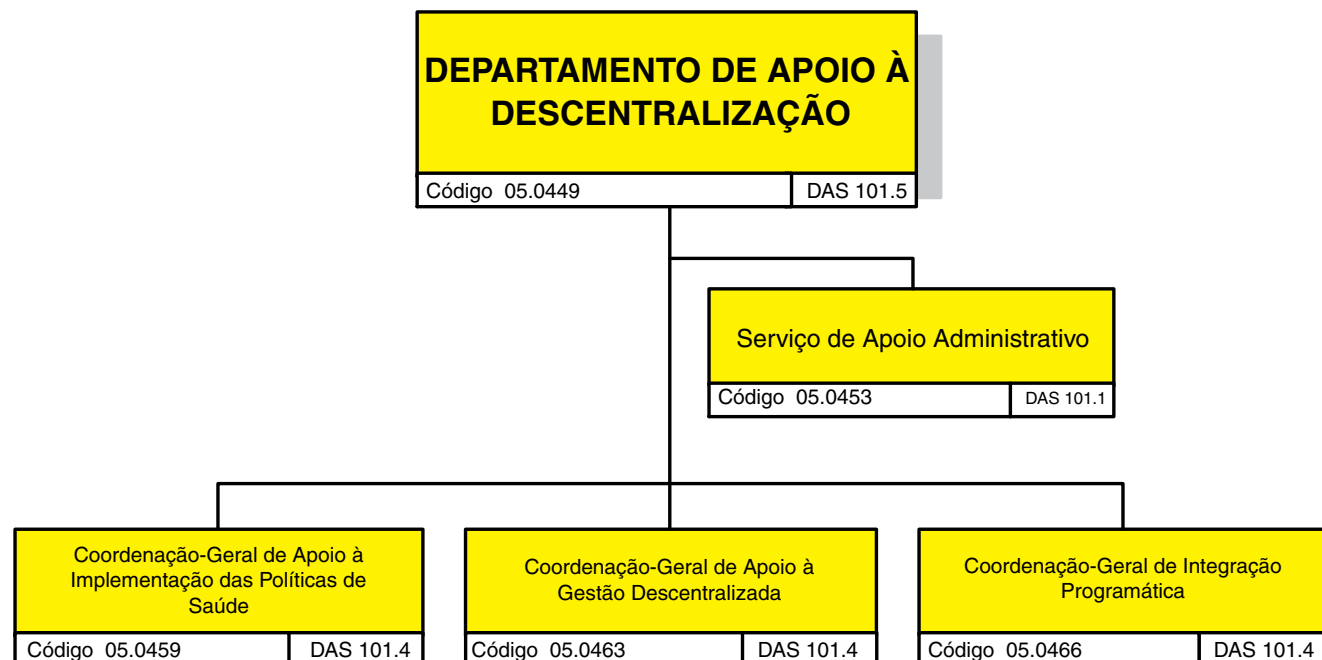 DEPARTAMENTO DE APOIO À
DESCENTRALIZAÇÃO
Código 05.0449 DAS 101.5
Serviço de Apoio Administrativo
Código 05.0453 DAS 101.1
Coordenação-Geral de Apoio à
Implementação das Políticas de
Saúde
Código 05.0459 DAS 101.4
Coordenação-Geral de Apoio à
Gestão Descentralizada
Código 05.0463 DAS 101.4
Coordenação-Geral de Integração
Programática
Código 05.0466 DAS 101.4